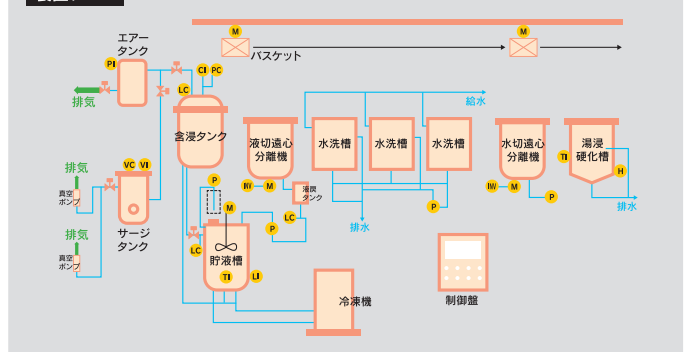 M
M
エアー
タンク
PI
バスケット
CI
PC
LC
排気
給水
含浸タンク
液切遠心
分離機
水洗槽
水洗槽
水洗槽
水切遠心
分離機
湯浸
硬化槽
TI
H
排気
VC
VI
真空
ポンプ
P
INV
M
液戻
タンク
INV
M
P
P
排水
LC
M
P
排水
サージ
タンク
排気
真空
ポンプ
LC
貯液槽
TI
LI
冷凍機
制御盤